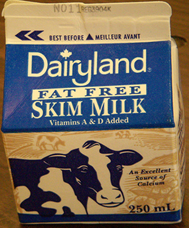 BEST BEFORE ▲ MEILLEUR AVANT
Dairyland
FAT FREE
SKIM MILK
Vitamins A & D Added
An Excellent
Source of
Calcium
250 mL